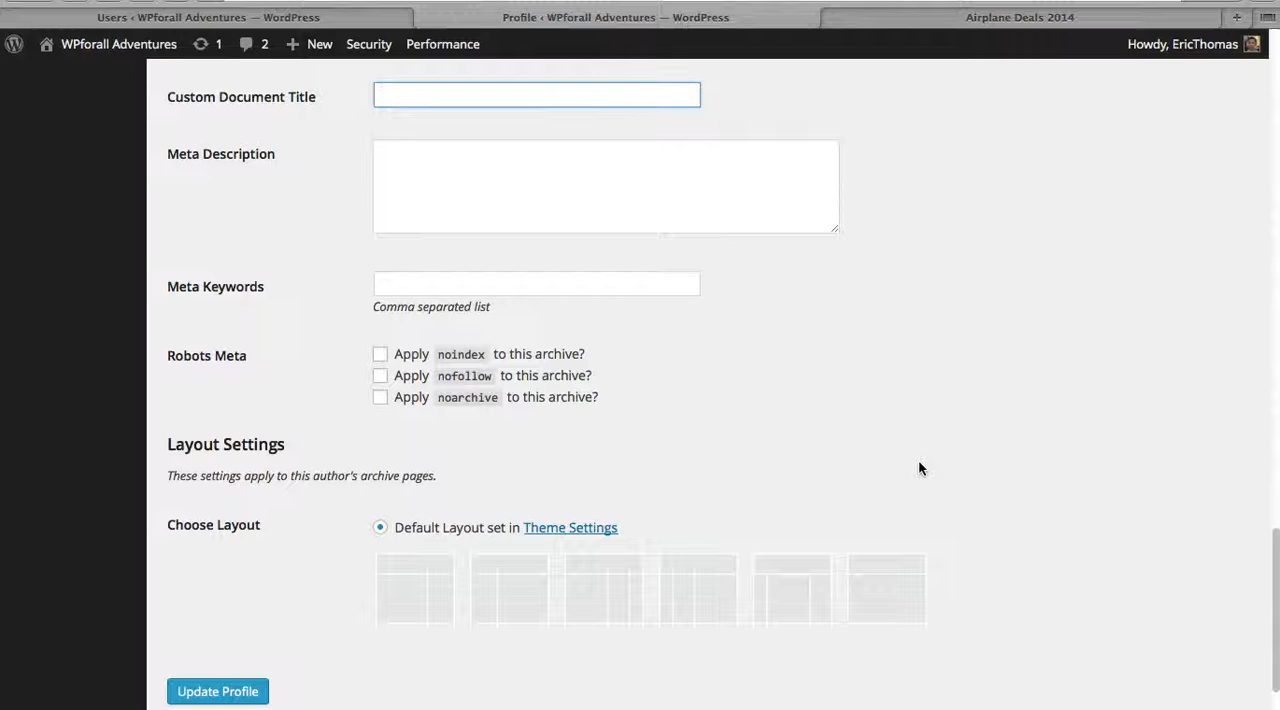 Users ‹ WPforall Adventures — WordPress
Profile ‹ WPforall Adventures — WordPress
Airplane Deals 2014
+
WPforall Adventures 1 2 + New Security Performance Howdy, EricThomas
Custom Document Title
Meta Description
Meta Keywords
Comma separated list
Robots Meta
Apply noindex to this archive?
Apply nofollow to this archive?
Apply noarchive to this archive?
Layout Settings
These settings apply to this author's archive pages.
Choose Layout
Default Layout set in Theme Settings
Update Profile